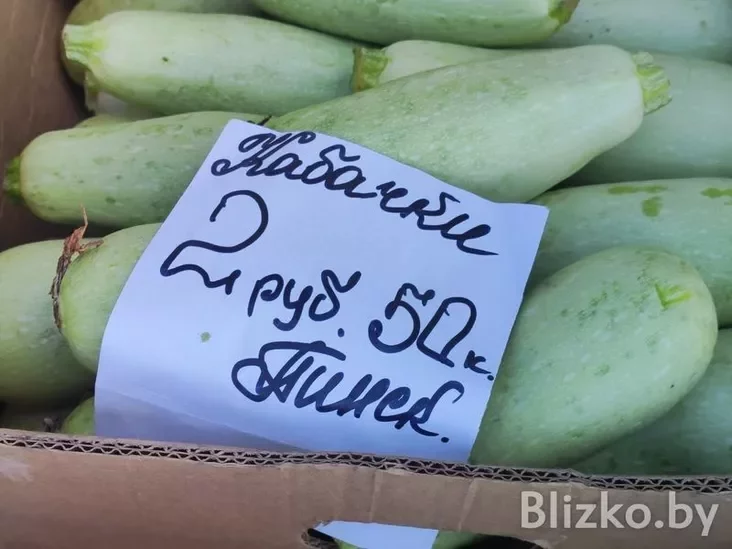 Кабачки
2 руб. 50 к.
Пинск.
Blizko.by